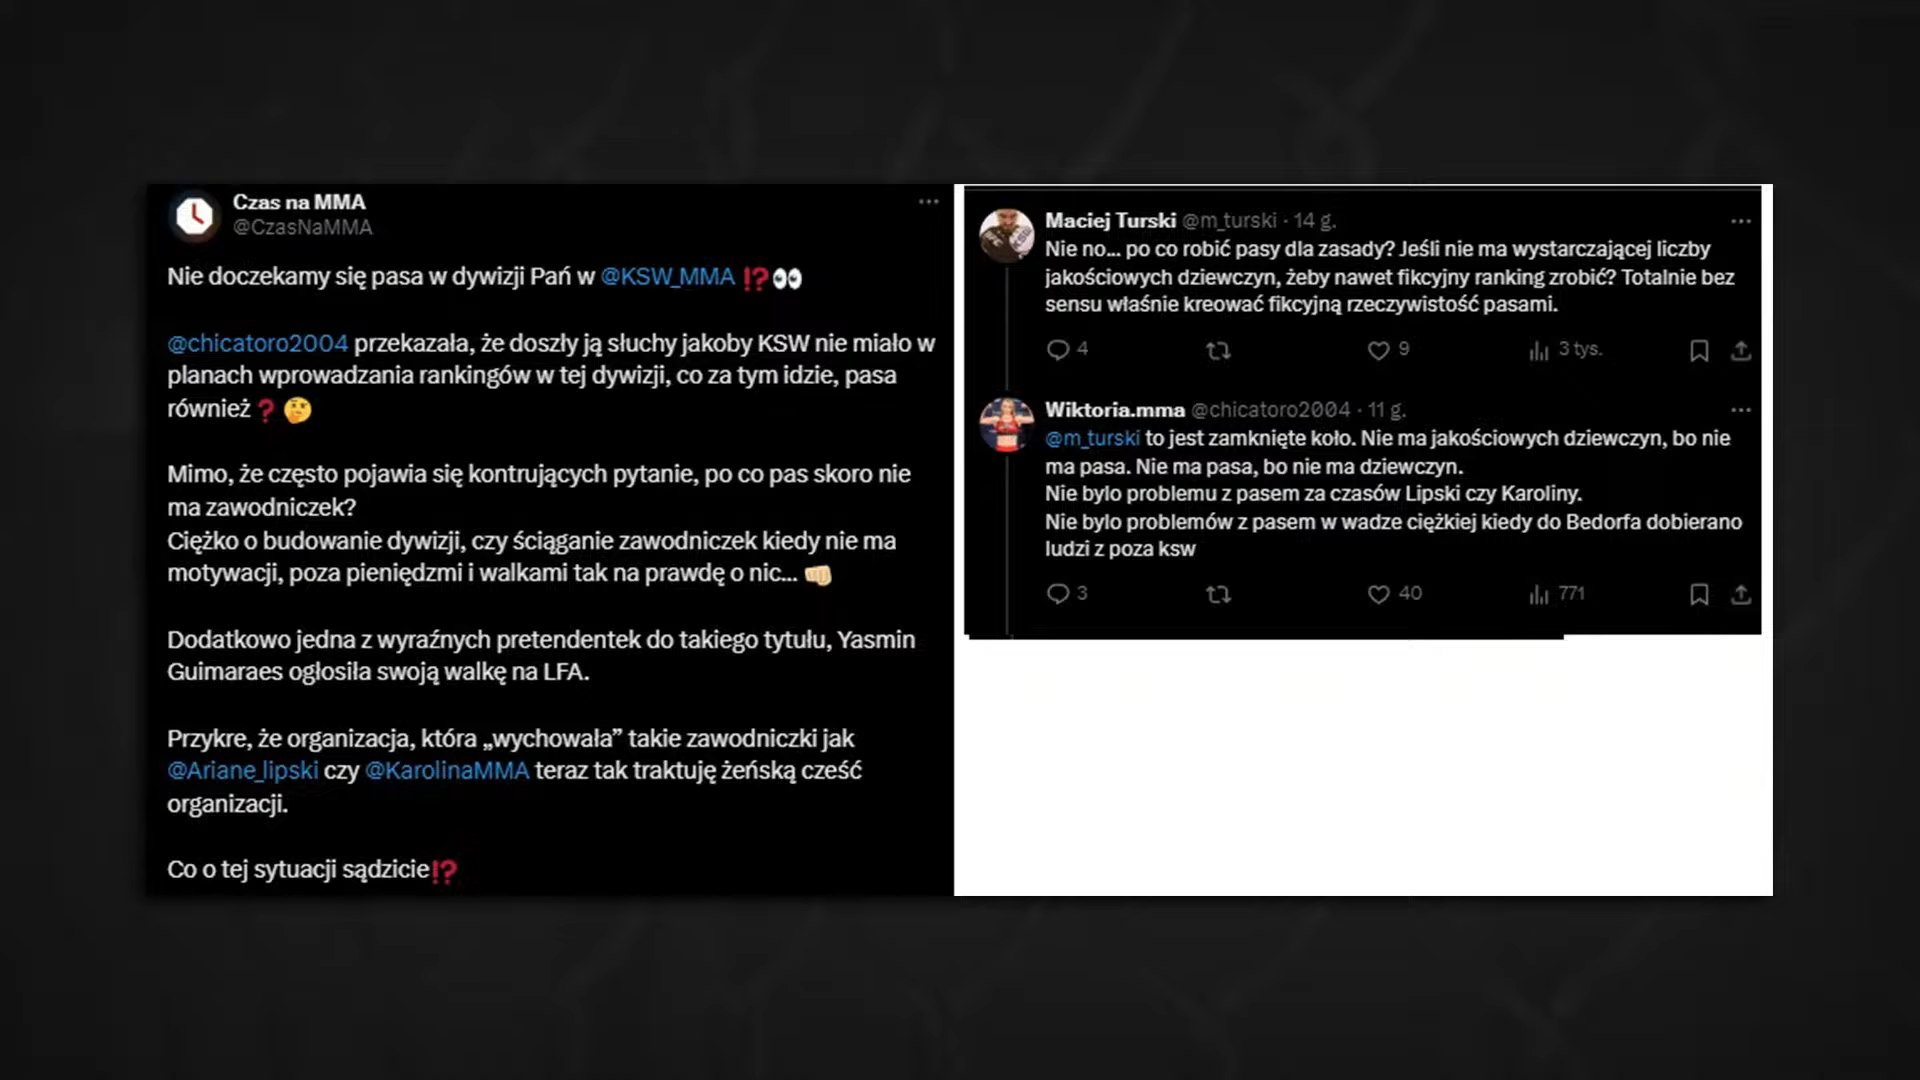 Czas na MMA
@CzasNaMMA
Nie doczekamy się pasa w dywizji Pań w @KSW_MMA ⁉️👀
@chicatoro2004 przekazała, że doszły ją słuchy jakoby KSW nie miało w
planach wprowadzania rankingów w tej dywizji, co za tym idzie, pasa
również❓🤔
Mimo, że często pojawia się kontrujących pytanie, po co pas skoro nie
ma zawodniczek?
Ciężko o budowanie dywizji, czy ściąganie zawodniczek kiedy nie ma
motywacji, poza pieniędzmi i walkami tak na prawdę o nic... 👊🏻
Dodatkowo jedna z wyraźnych pretendentek do takiego tytułu, Yasmin
Guimaraes ogłosiła swoją walkę na LFA.
Przykre, że organizacja, która „wychowała” takie zawodniczki jak
@Ariane_lipski czy @KarolinaMMA teraz tak traktuję żeńską cześć
organizacji.
Co o tej sytuacji sądzicie⁉️
Maciej Turski @m_turski · 14 g.
Nie no... po co robić pasy dla zasady? Jeśli nie ma wystarczającej liczby
jakościowych dziewczyn, żeby nawet fikcyjny ranking zrobić? Totalnie bez
sensu właśnie kreować fikcyjną rzeczywistość pasami.
4 9 3 tys.
Wiktoria.mma @chicatoro2004 · 11 g.
@m_turski to jest zamknięte koło. Nie ma jakościowych dziewczyn, bo nie
ma pasa. Nie ma pasa, bo nie ma dziewczyn.
Nie bylo problemu z pasem za czasów Lipski czy Karoliny.
Nie bylo problemów z pasem w wadze ciężkiej kiedy do Bedorfa dobierano
ludzi z poza ksw
3 40 771